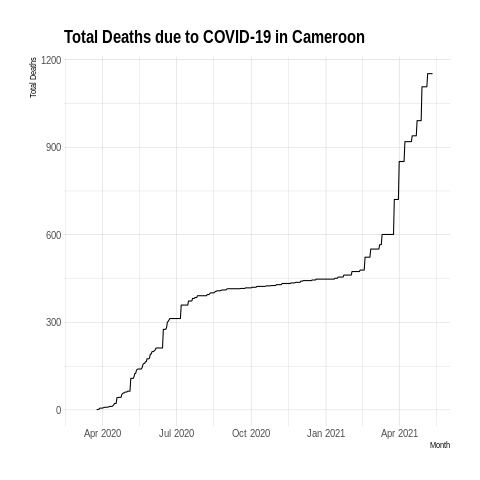 Total Deaths due to COVID-19 in Cameroon
Total Deaths
1200
900
600
300
0
Apr 2020 Jul 2020 Oct 2020 Jan 2021 Apr 2021
Month